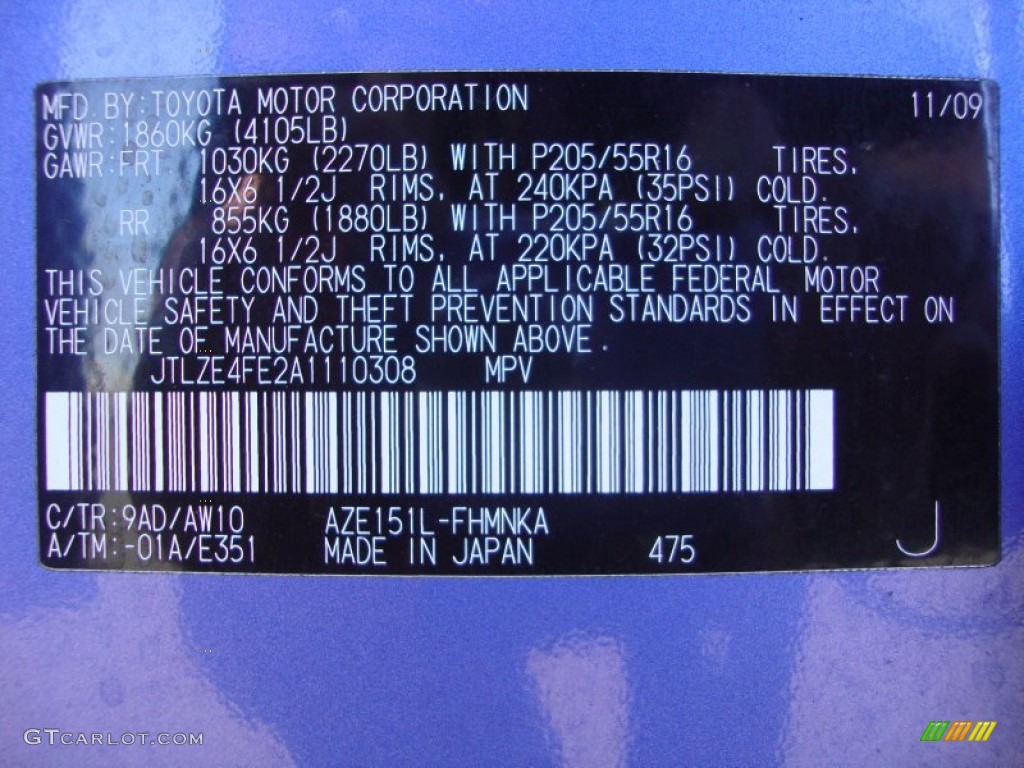 MFD. BY: TOYOTA MOTOR CORPORATION 11/09
GVWR: 1860KG (4105LB)
GAWR: FRT. 1030KG (2270LB) WITH P205/55R16 TIRES,
16X6 1/2J RIMS, AT 240KPA (35PSI) COLD.
RR 855KG (1880LB) WITH P205/55R16 TIRES,
16X6 1/2J RIMS, AT 220KPA (32PSI) COLD.
THIS VEHICLE CONFORMS TO ALL APPLICABLE FEDERAL MOTOR
VEHICLE SAFETY AND THEFT PREVENTION STANDARDS IN EFFECT ON
THE DATE OF MANUFACTURE SHOWN ABOVE.
JTLZE4FE2A1110308 MPV
C/TR: 9AD/AW10 AZE151L-FHMNKA J
A/TM: -01A/E351 MADE IN JAPAN 475
GTCARLOT.COM